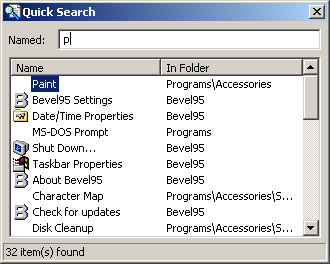 Quick Search
Named: p
Name In Folder
Paint Programs\Accessories
Bevel95 Settings Bevel95
Date/Time Properties Bevel95
MS-DOS Prompt Programs
Shut Down... Bevel95
Taskbar Properties Bevel95
About Bevel95 Bevel95
Character Map Programs\Accessories\S...
Check for updates Bevel95
Disk Cleanup Programs\Accessories\S...
32 item(s) found